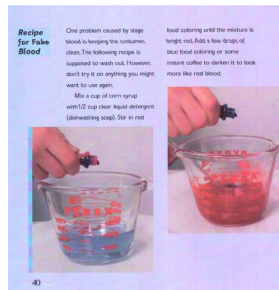 Recipe
for Fake
Blood
One problem caused by stage
blood is keeping the costumes
clean. The following recipe is
supposed to wash out. However,
don't try it on anything you might
want to use again.
Mix a cup of corn syrup
with 1/2 cup clear liquid detergent
(dishwashing soap). Stir in red
food coloring until the mixture is
bright red. Add a few drops of
blue food coloring or some
instant coffee to darken it to look
more like real blood.
40